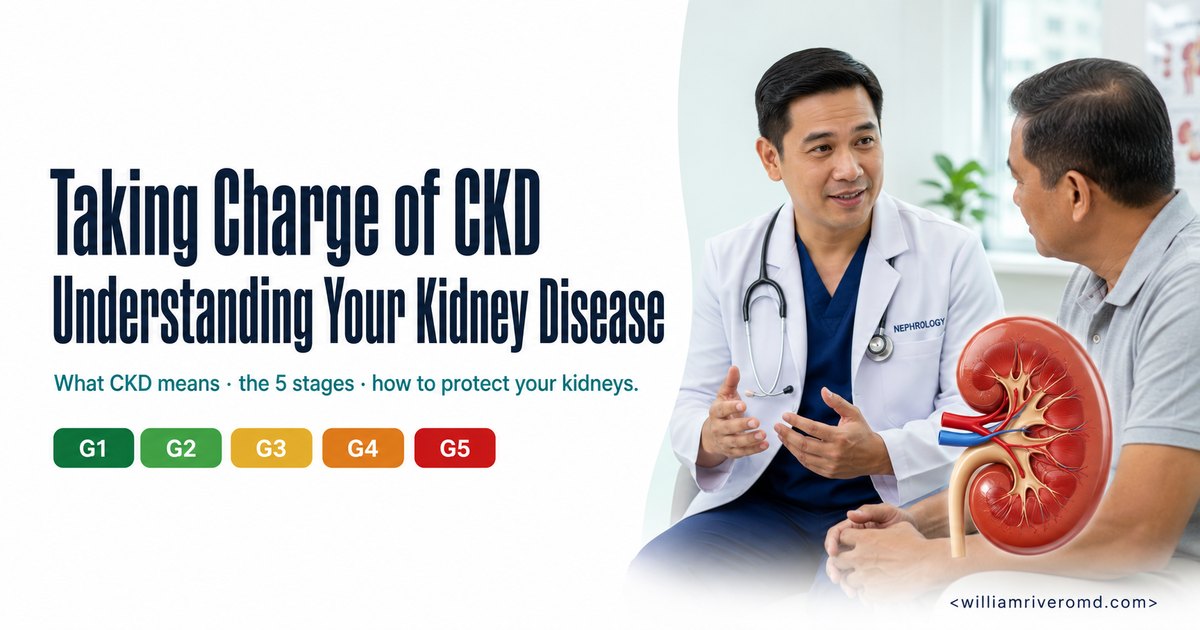 Taking Charge of CKD
Understanding Your Kidney Disease
What CKD means · the 5 stages · how to protect your kidneys.
G1 G2 G3 G4 G5
NEPHROLOGY
<williamriveromd.com>